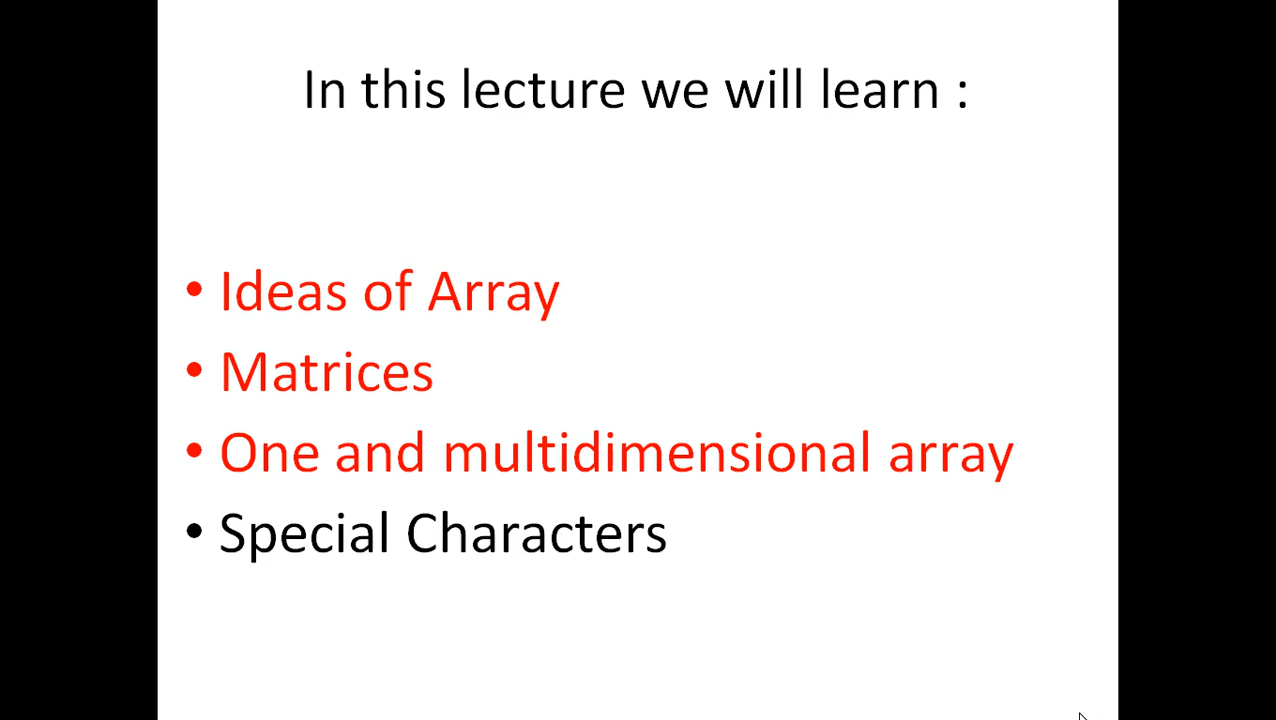 In this lecture we will learn :
• Ideas of Array
• Matrices
• One and multidimensional array
• Special Characters